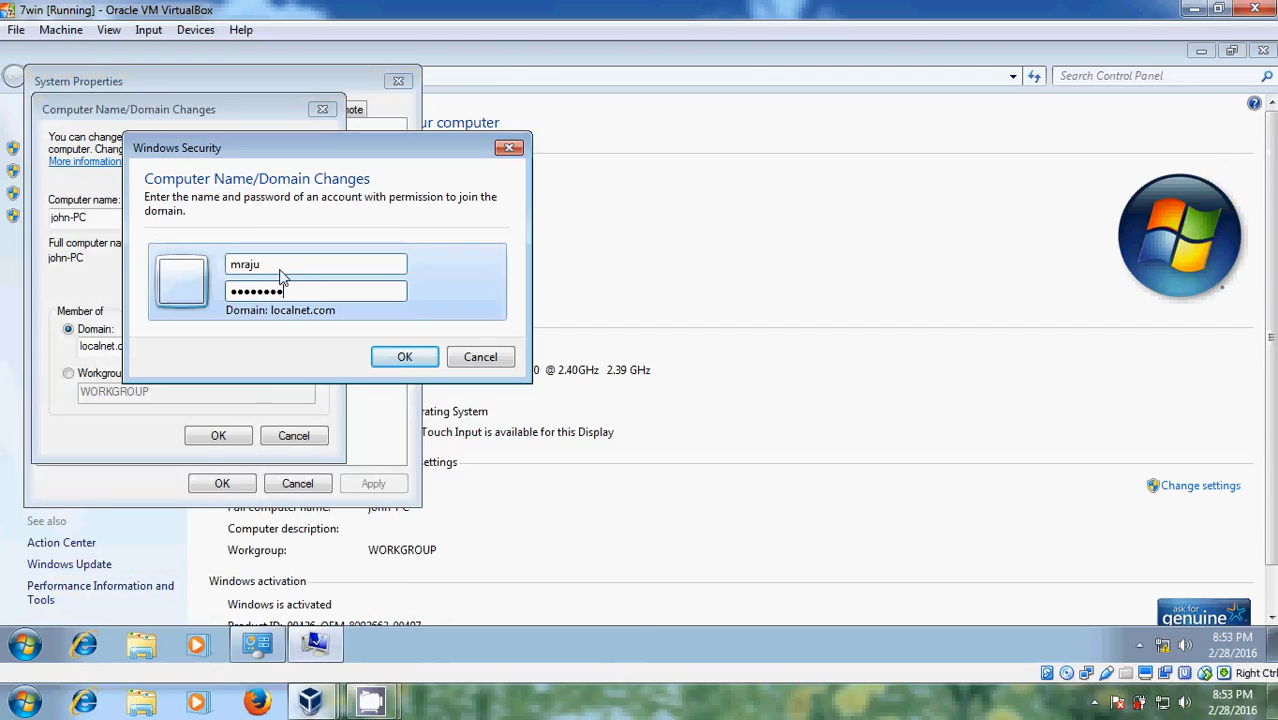 7win [Running] - Oracle VM VirtualBox
File Machine View Input Devices Help
Search Control Panel
System Properties
Computer Name/Domain Changes
note
ur computer
You can change
computer. Chang
More information
Windows Security
Computer Name/Domain Changes
Enter the name and password of an account with permission to join the
domain.
mraju
••••••••
Domain: localnet.com
OK Cancel
Computer name:
john-PC
Full computer na
john-PC
Member of
Domain:
localnet.c
Workgrou
WORKGROUP
OK Cancel
OK Cancel Apply
0 @ 2.40GHz 2.39 GHz
rating System
Touch Input is available for this Display
settings
Change settings
Full computer name: john-PC
Computer description:
Workgroup: WORKGROUP
Windows activation
Windows is activated
See also
Action Center
Windows Update
Performance Information and
Tools
ask for
genuine
8:53 PM
2/28/2016
Right Ctrl
8:53 PM
2/28/2016